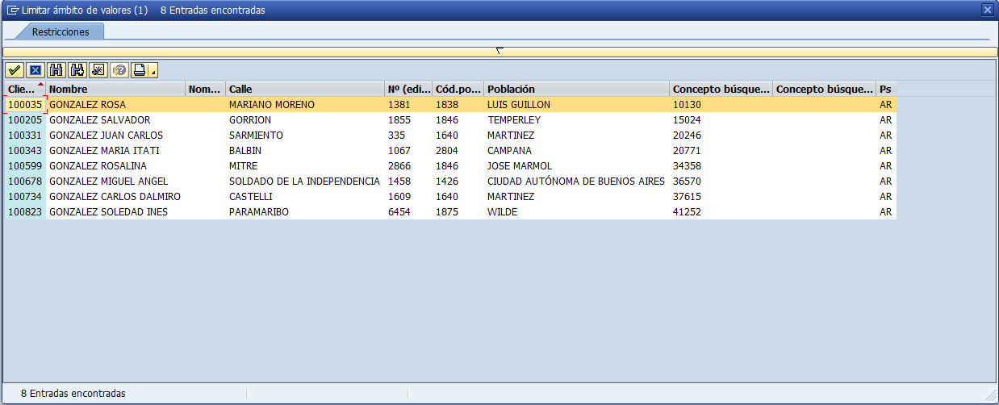 Limitar ámbito de valores (1) 8 Entradas encontradas
Restricciones
Clie... Nombre Nom... Calle Nº (edi... Cód.po... Población Concepto búsque... Concepto búsque... Ps
100035 GONZALEZ ROSA MARIANO MORENO 1381 1838 LUIS GUILLON 10130 AR
100205 GONZALEZ SALVADOR GORRION 1855 1846 TEMPERLEY 15024 AR
100331 GONZALEZ JUAN CARLOS SARMIENTO 335 1640 MARTINEZ 20246 AR
100343 GONZALEZ MARIA ITATI BALBIN 1067 2804 CAMPANA 20771 AR
100599 GONZALEZ ROSALINA MITRE 2866 1846 JOSE MARMOL 34358 AR
100678 GONZALEZ MIGUEL ANGEL SOLDADO DE LA INDEPENDENCIA 1458 1426 CIUDAD AUTÓNOMA DE BUENOS AIRES 36570 AR
100734 GONZALEZ CARLOS DALMIRO CASTELLI 1609 1640 MARTINEZ 37615 AR
100823 GONZALEZ SOLEDAD INES PARAMARIBO 6454 1875 WILDE 41252 AR
8 Entradas encontradas